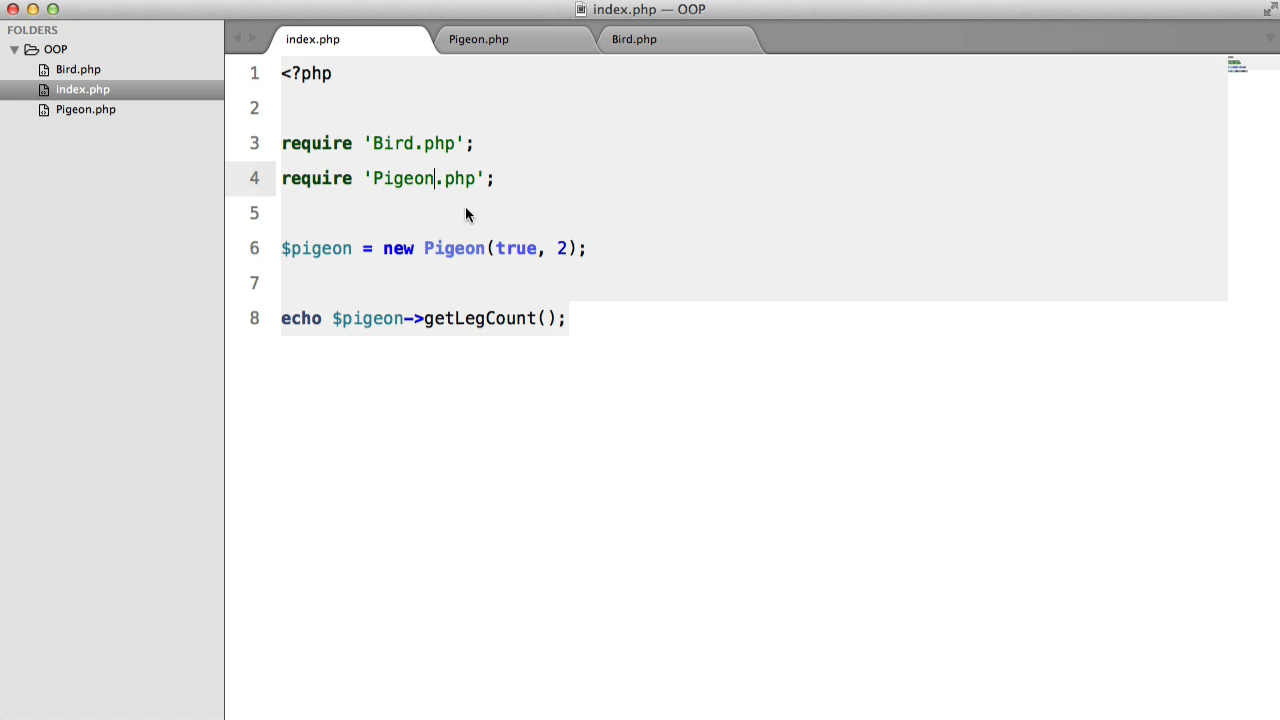 index.php — OOP
FOLDERS
OOP
Bird.php
index.php
Pigeon.php
index.php
Pigeon.php
Bird.php
1 <?php
2
3 require 'Bird.php';
4 require 'Pigeon.php';
5
6 $pigeon = new Pigeon(true, 2);
7
8 echo $pigeon->getLegCount();